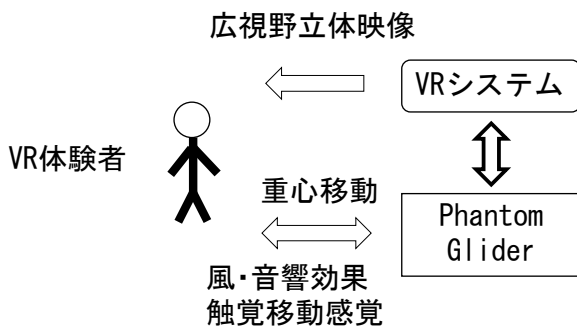 広視野立体映像
VRシステム
VR体験者
重心移動
Phantom
Glider
風・音響効果
触覚移動感覚